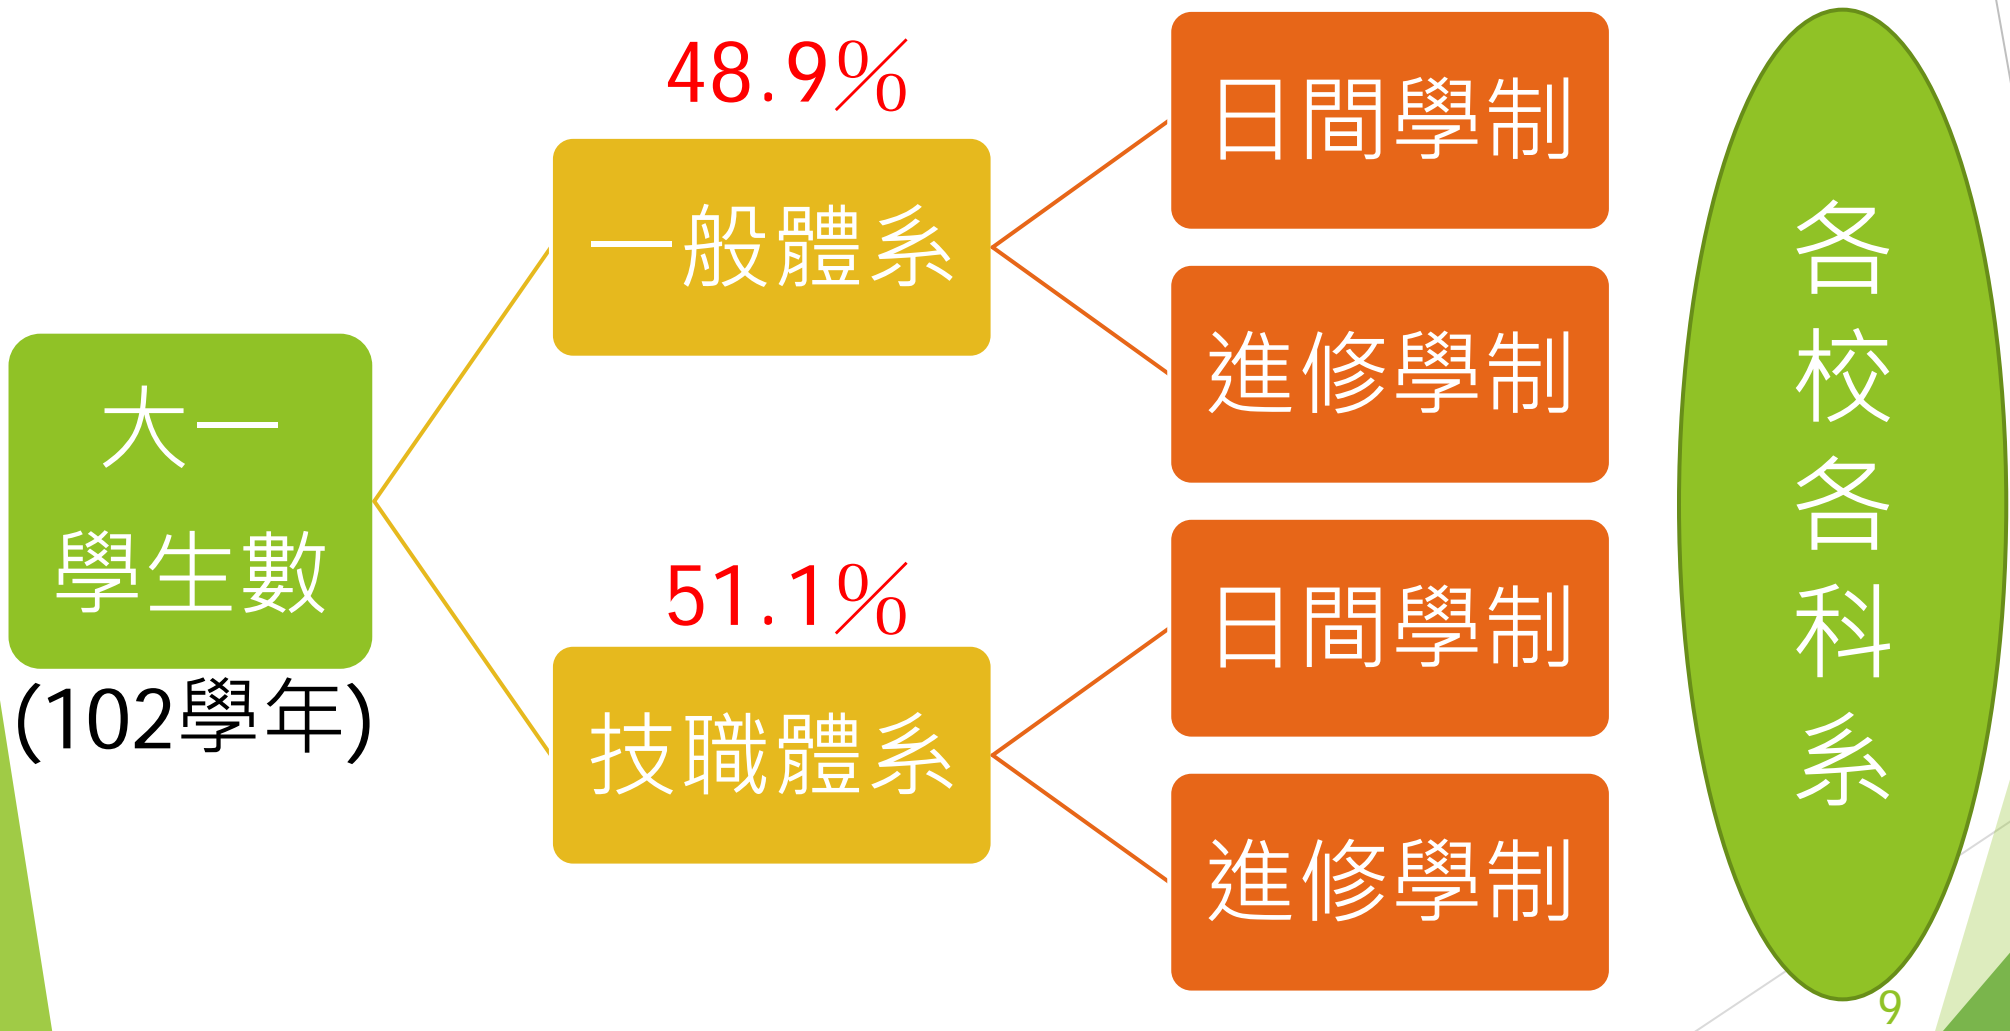 大一
學生數
(102學年)
48.9%
一般體系
51.1%
技職體系
日間學制
進修學制
日間學制
進修學制
各校各科系
9